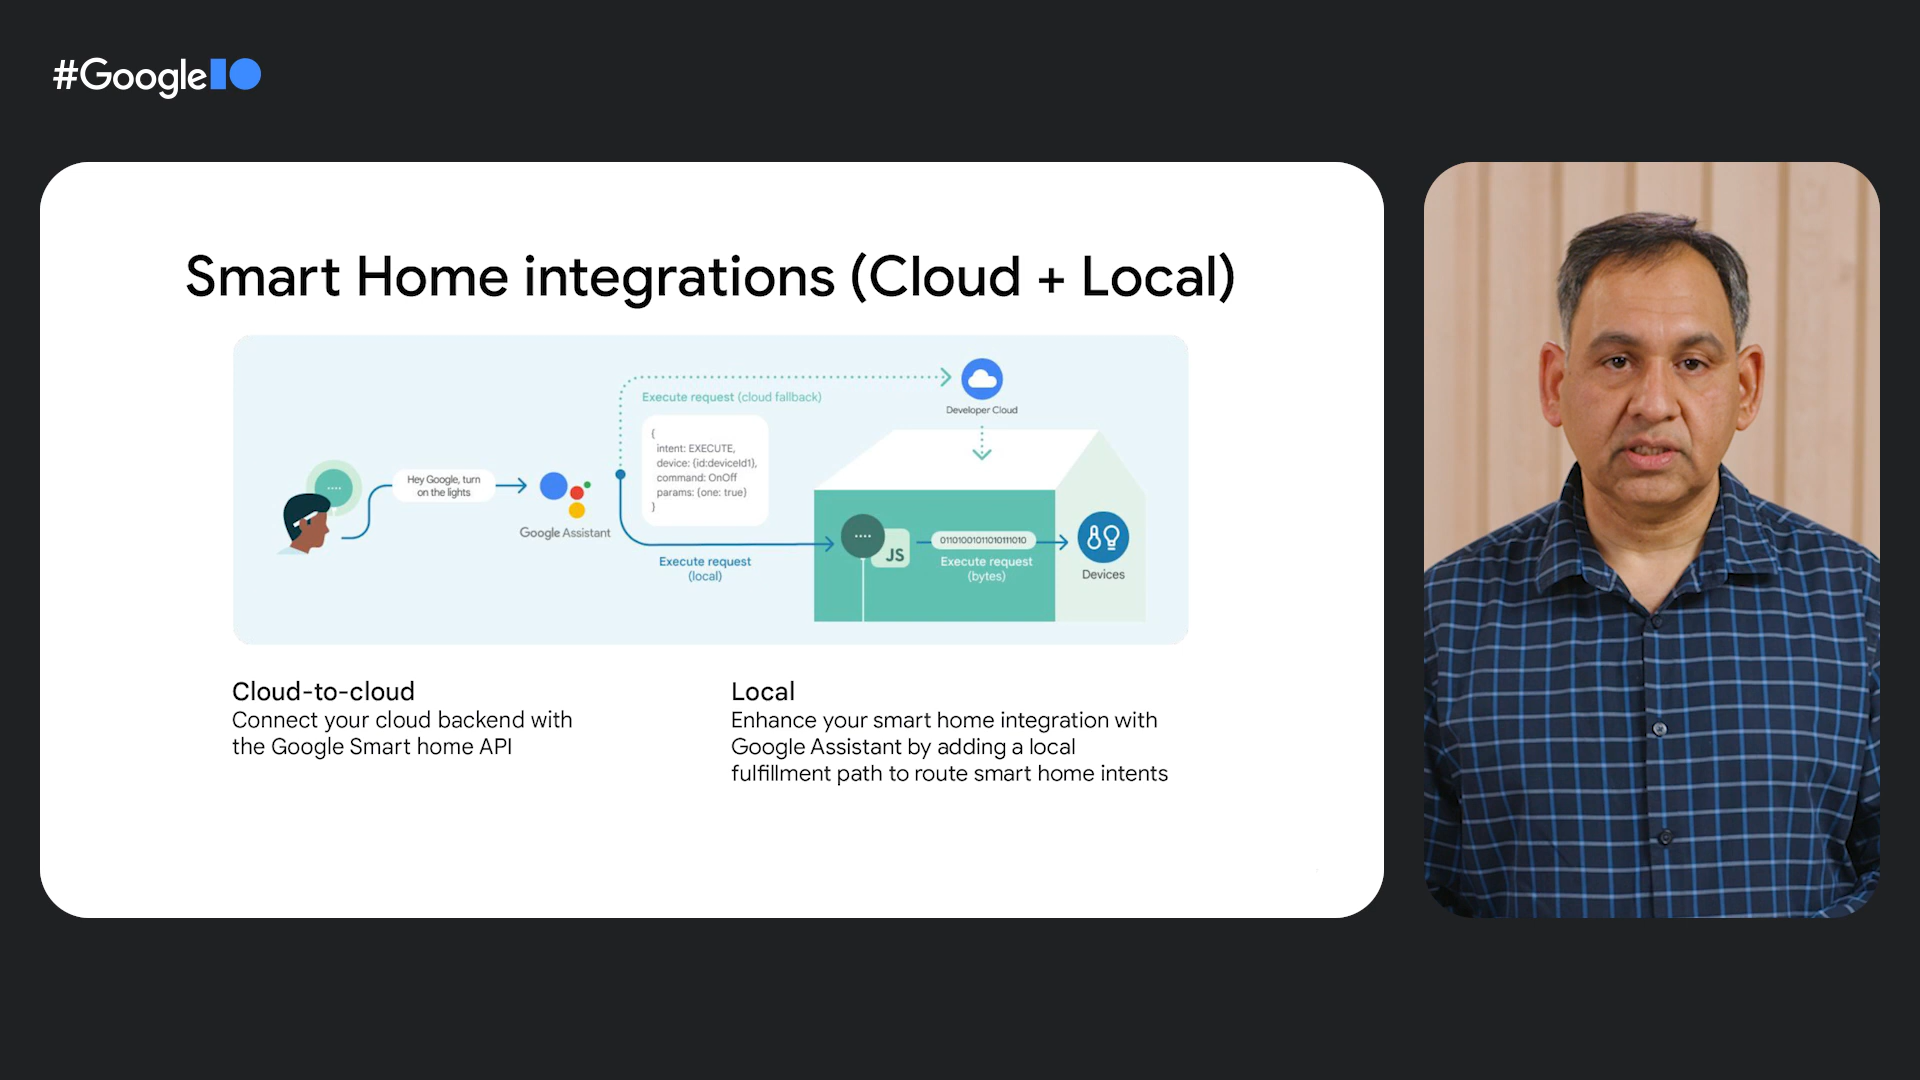 #GoogleIO
Smart Home integrations (Cloud + Local)
Execute request (cloud fallback)
Developer Cloud
{
intent: EXECUTE,
device: {id:deviceId1},
command: OnOff
params: {one: true}
}
Hey Google, turn
on the lights
Google Assistant
Execute request
(local)
JS
01101001011010111010
Execute request
(bytes)
Devices
Cloud-to-cloud
Connect your cloud backend with
the Google Smart home API
Local
Enhance your smart home integration with
Google Assistant by adding a local
fulfillment path to route smart home intents